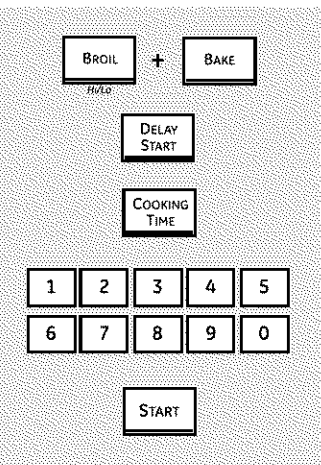 BROIL + BAKE
Hi/Lo
DELAY
START
COOKING
TIME
1 2 3 4 5
6 7 8 9 0
START